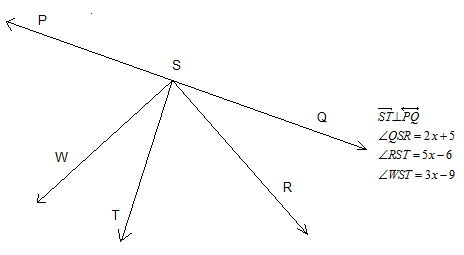 P
S
Q
W
T
R
ST⊥PQ
∠QSR = 2x+5
∠RST = 5x−6
∠WST = 3x−9